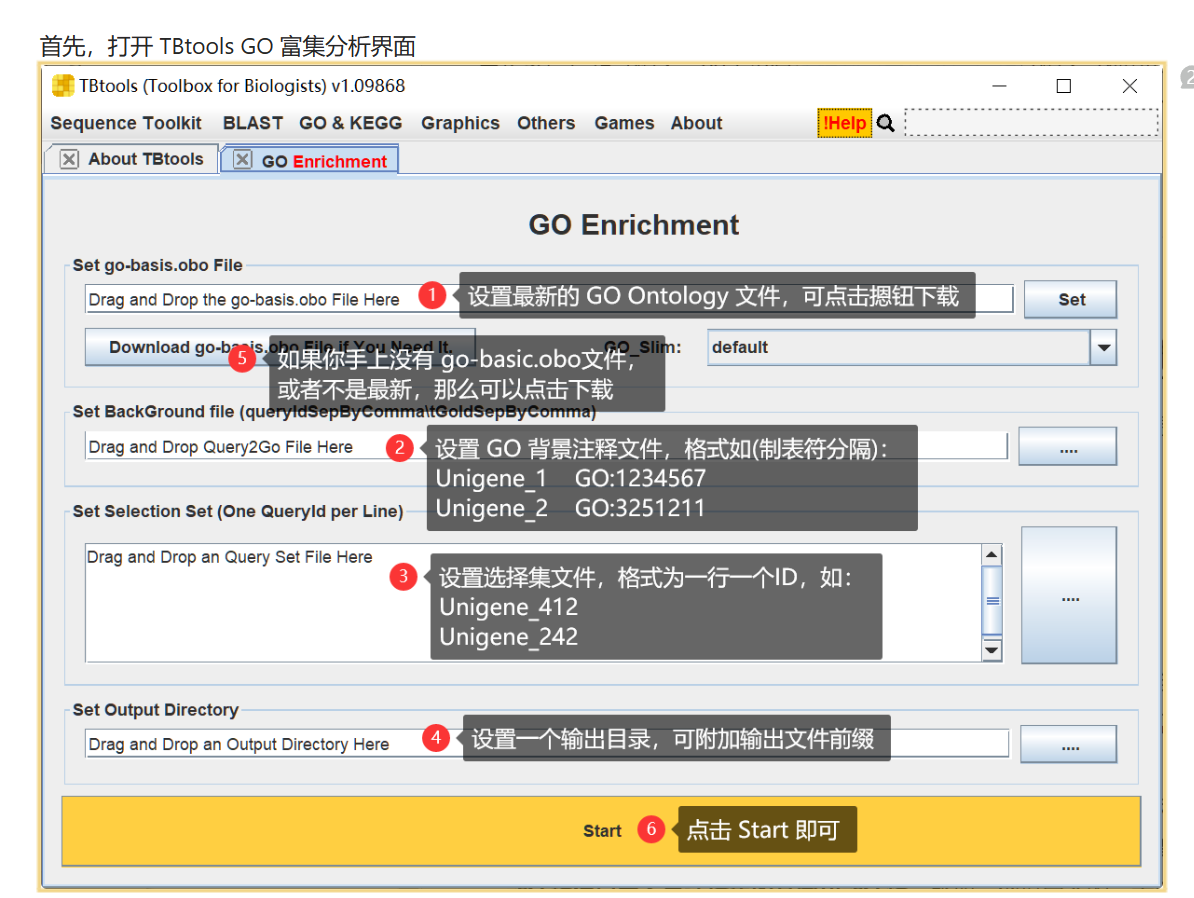 首先，打开 TBtools GO 富集分析界面
TBtools (Toolbox for Biologists) v1.09868
Sequence Toolkit BLAST GO & KEGG Graphics Others Games About !Help
About TBtools GO Enrichment
GO Enrichment
Set go-basis.obo File
Drag and Drop the go-basis.obo File Here 1 设置最新的 GO Ontology 文件，可点击摁钮下载 Set
Download go-basis.obo File if You Need It. GO_Slim: default
5 如果你手上没有 go-basic.obo文件，
或者不是最新，那么可以点击下载
Set BackGround file (queryIdSepByComma\tGoIdSepByComma)
Drag and Drop Query2Go File Here 2 设置 GO 背景注释文件，格式如(制表符分隔)： ....
Unigene_1 GO:1234567
Unigene_2 GO:3251211
Set Selection Set (One QueryId per Line)
Drag and Drop an Query Set File Here
3 设置选择集文件，格式为一行一个ID，如：
Unigene_412 ....
Unigene_242
Set Output Directory
Drag and Drop an Output Directory Here 4 设置一个输出目录，可附加输出文件前缀 ....
Start 6 点击 Start 即可